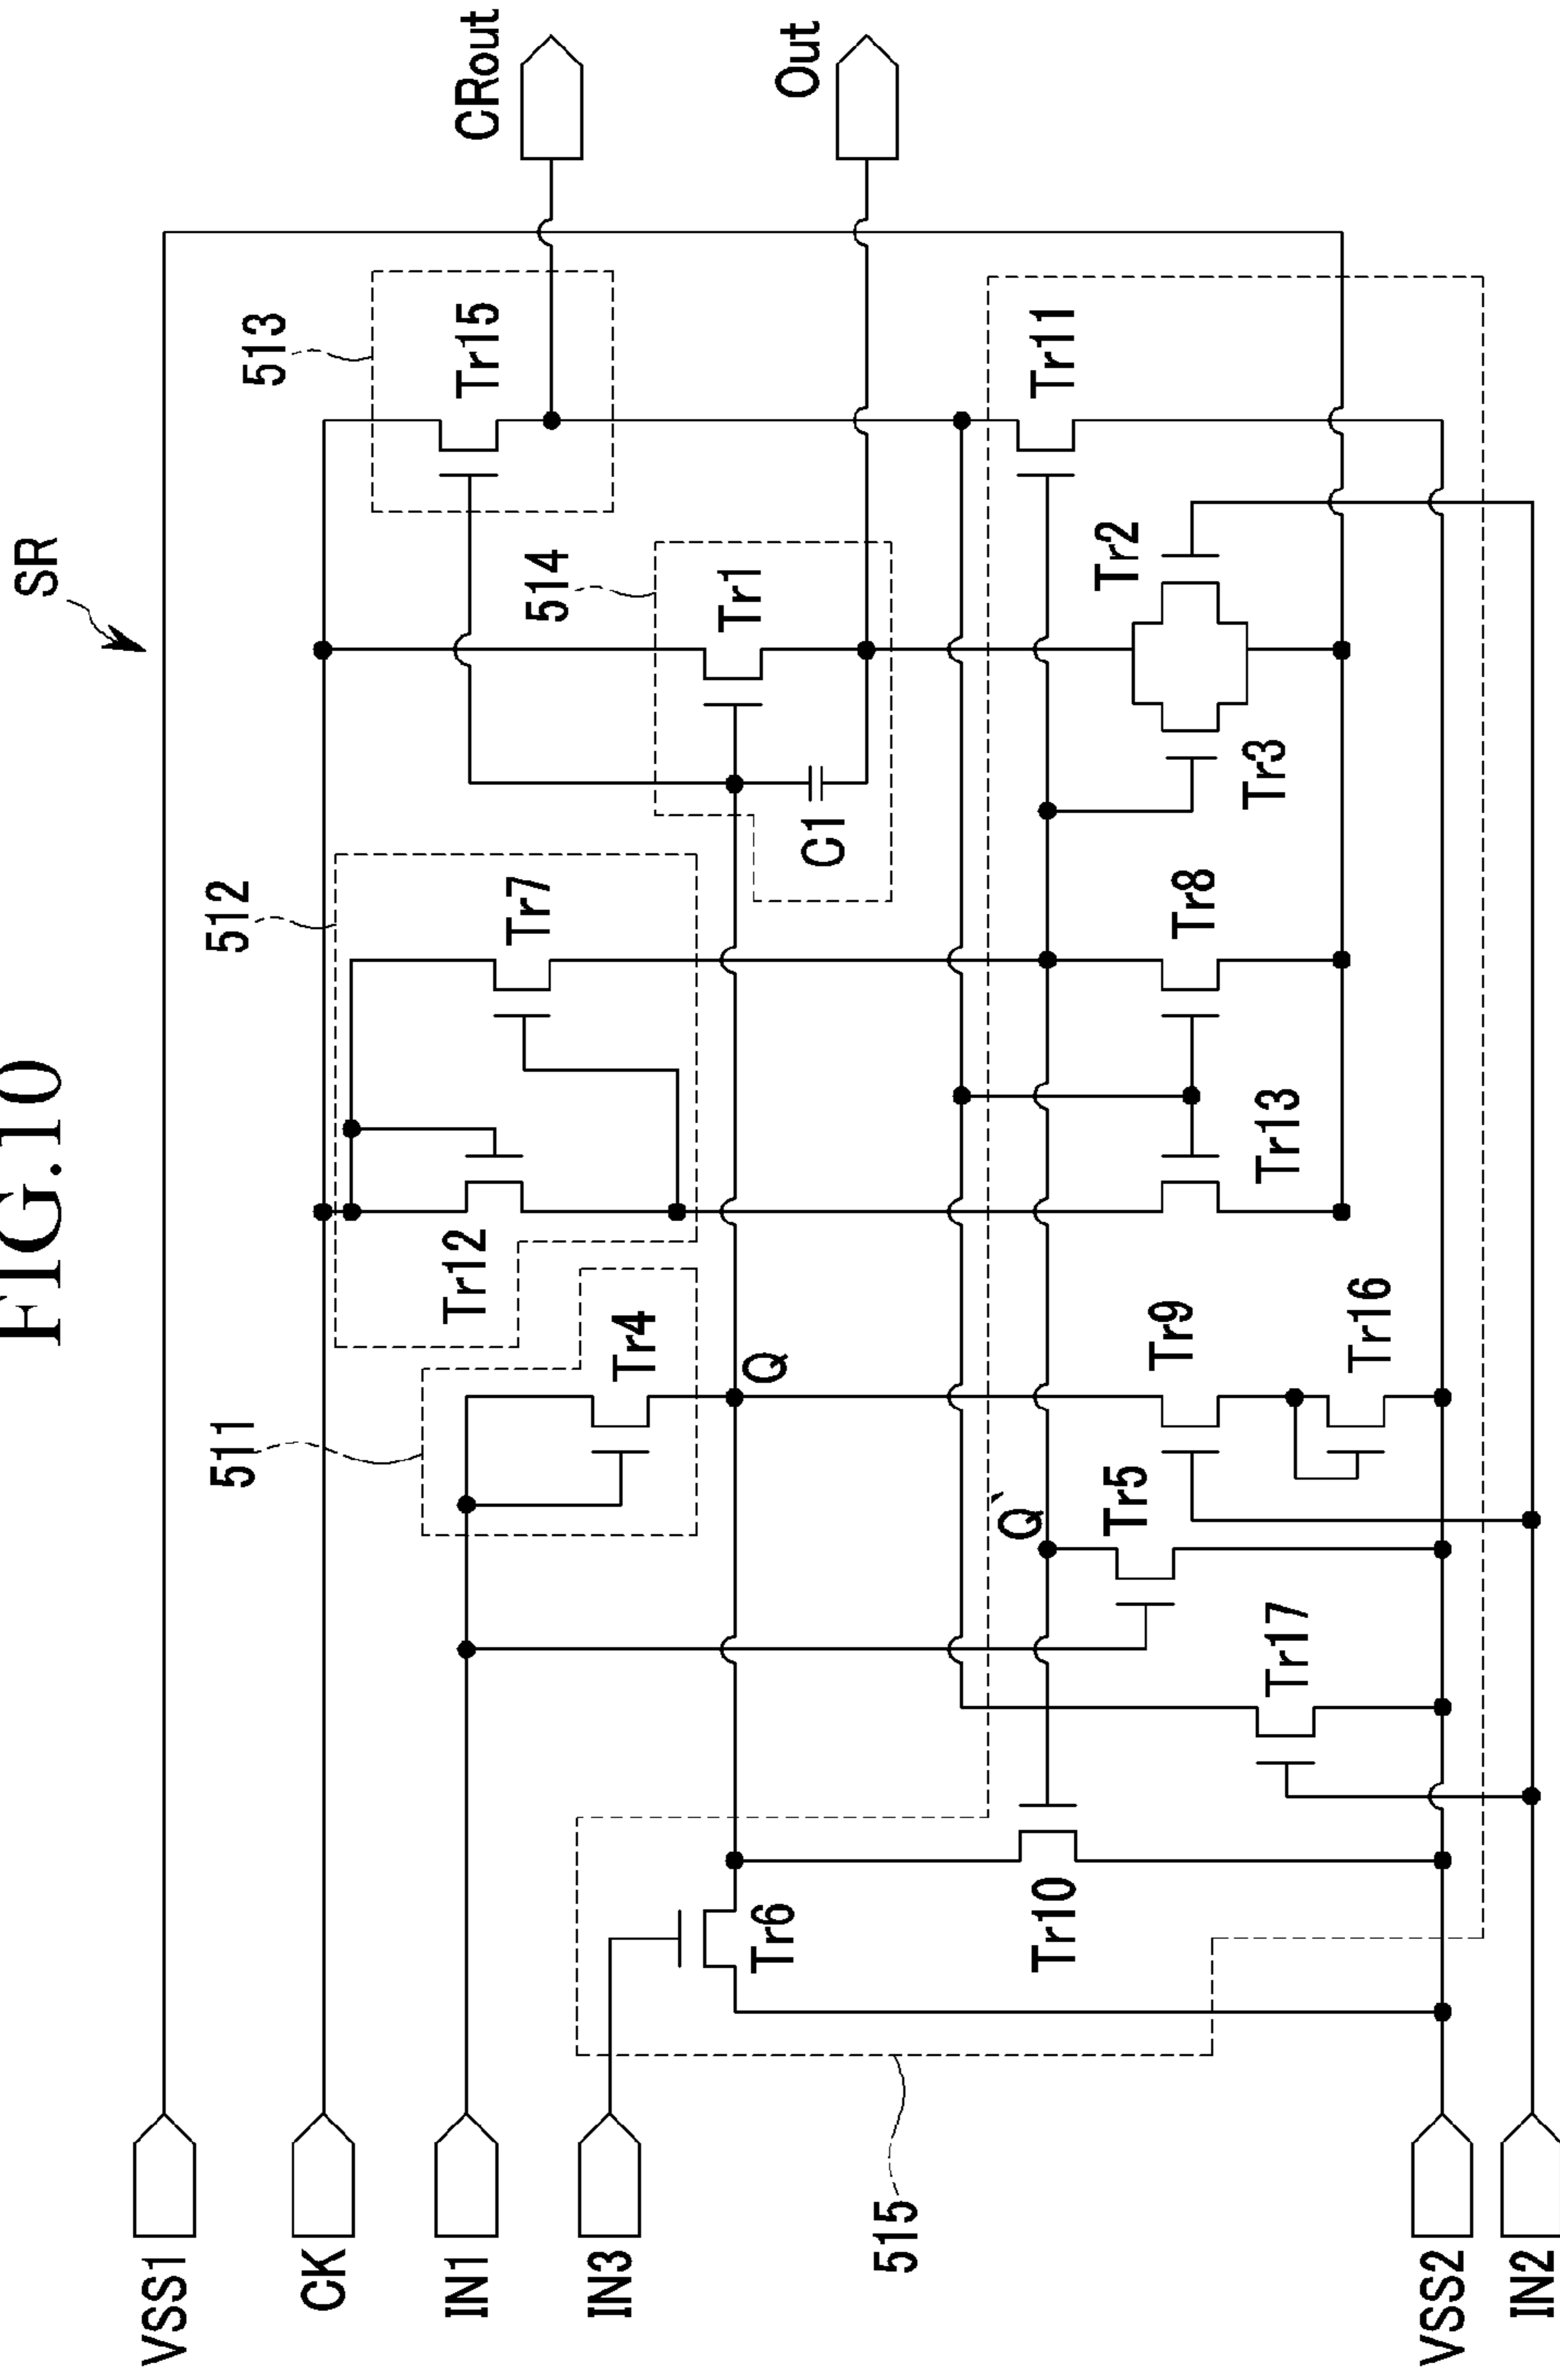 FIG.10
SR
VSS1
CK
IN1
IN3
VSS2
IN2
CRout
Out
511
512
513
514
515
Tr15
Tr1
C1
Tr7
Tr12
Tr4
Q
Q`
Tr11
Tr2
Tr3
Tr8
Tr13
Tr9
Tr16
Tr5
Tr17
Tr10
Tr6